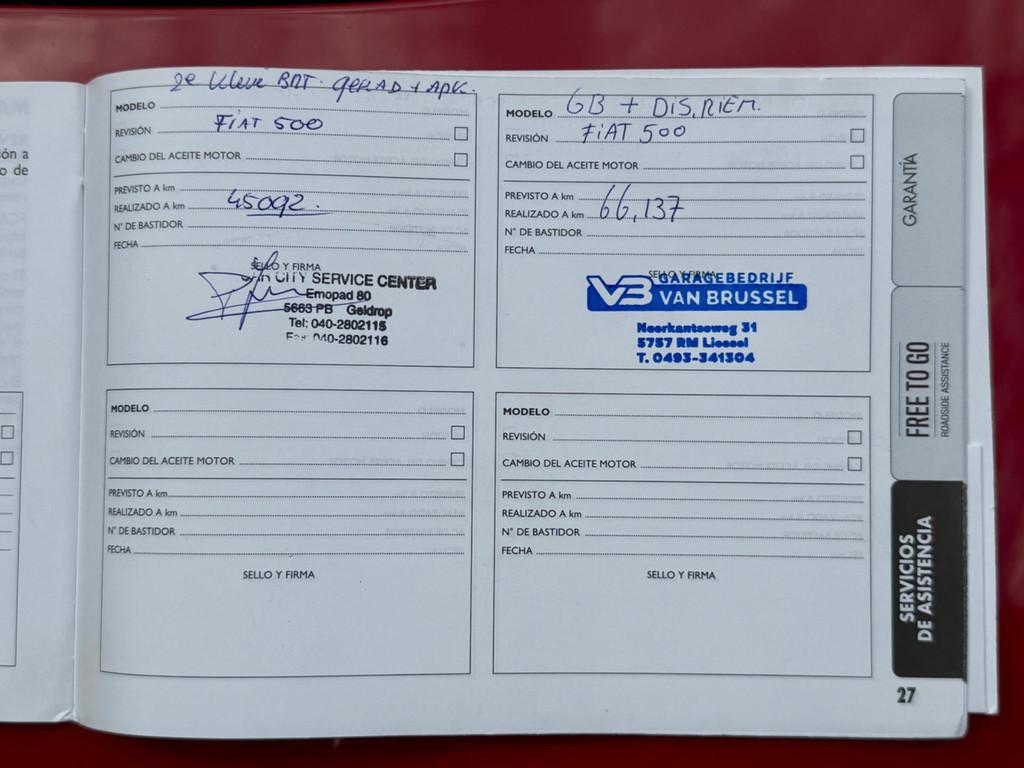 ión a
o de
2e Kleine BRT. GERAD + APK.
MODELO
FiAT 500
REVISIÓN
CAMBIO DEL ACEITE MOTOR
PREVISTO A km
45092.
REALIZADO A km
N° DE BASTIDOR
FECHA
SELLO Y FIRMA
CITY SERVICE CENTER
Emopad 80
5663 PB Geldrop
Tel: 040-2802115
Fax 040-2802116
GB + DIS,RIEM.
MODELO
FiAT 500
REVISIÓN
CAMBIO DEL ACEITE MOTOR
PREVISTO A km
66,137
REALIZADO A km
N° DE BASTIDOR
FECHA
SELLO Y FIRMA
VB GARAGEBEDRIJF
VAN BRUSSEL
Neerkantseweg 31
5757 RM Liessel
T. 0493-341304
MODELO
REVISIÓN
CAMBIO DEL ACEITE MOTOR
PREVISTO A km
REALIZADO A km
N° DE BASTIDOR
FECHA
SELLO Y FIRMA
MODELO
REVISIÓN
CAMBIO DEL ACEITE MOTOR
PREVISTO A km
REALIZADO A km
N° DE BASTIDOR
FECHA
SELLO Y FIRMA
GARANTÍA
FREE TO GO
ROADSIDE ASSISTANCE
SERVICIOS
DE ASISTENCIA
27